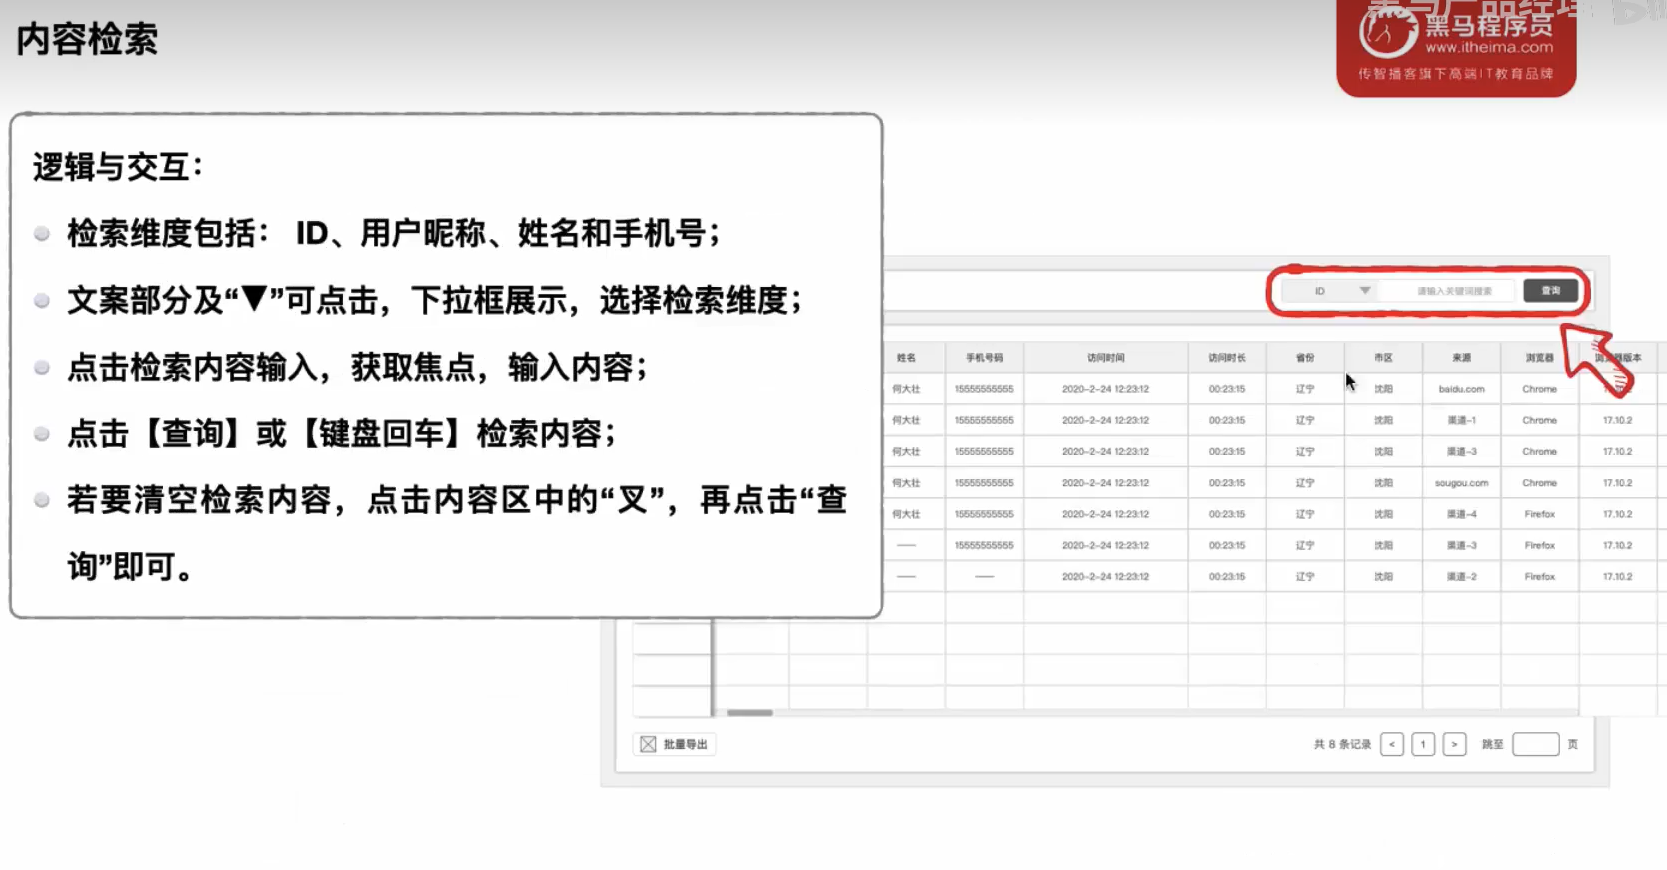 内容检索
黑马程序员
www.itheima.com
传智播客旗下高端IT教育品牌
逻辑与交互：
检索维度包括： ID、用户昵称、姓名和手机号；
文案部分及“▼”可点击，下拉框展示，选择检索维度；
点击检索内容输入，获取焦点，输入内容；
点击【查询】或【键盘回车】检索内容；
若要清空检索内容，点击内容区中的“叉”，再点击“查
询”即可。
ID 请输入关键词搜索 查询
姓名 手机号码 访问时间 访问时长 省份 市区 来源 浏览器 浏览器版本
何大壮 15555555555 2020-2-24 12:23:12 00:23:15 辽宁 沈阳 baidu.com Chrome
何大壮 15555555555 2020-2-24 12:23:12 00:23:15 辽宁 沈阳 渠道-1 Chrome 17.10.2
何大壮 15555555555 2020-2-24 12:23:12 00:23:15 辽宁 沈阳 渠道-3 Chrome 17.10.2
何大壮 15555555555 2020-2-24 12:23:12 00:23:15 辽宁 沈阳 sougou.com Chrome 17.10.2
何大壮 15555555555 2020-2-24 12:23:12 00:23:15 辽宁 沈阳 渠道-4 Firefox 17.10.2
—— 15555555555 2020-2-24 12:23:12 00:23:15 辽宁 沈阳 渠道-3 Firefox 17.10.2
—— —— 2020-2-24 12:23:12 00:23:15 辽宁 沈阳 渠道-2 Firefox 17.10.2
批量导出 共 8 条记录 < 1 > 跳至 页